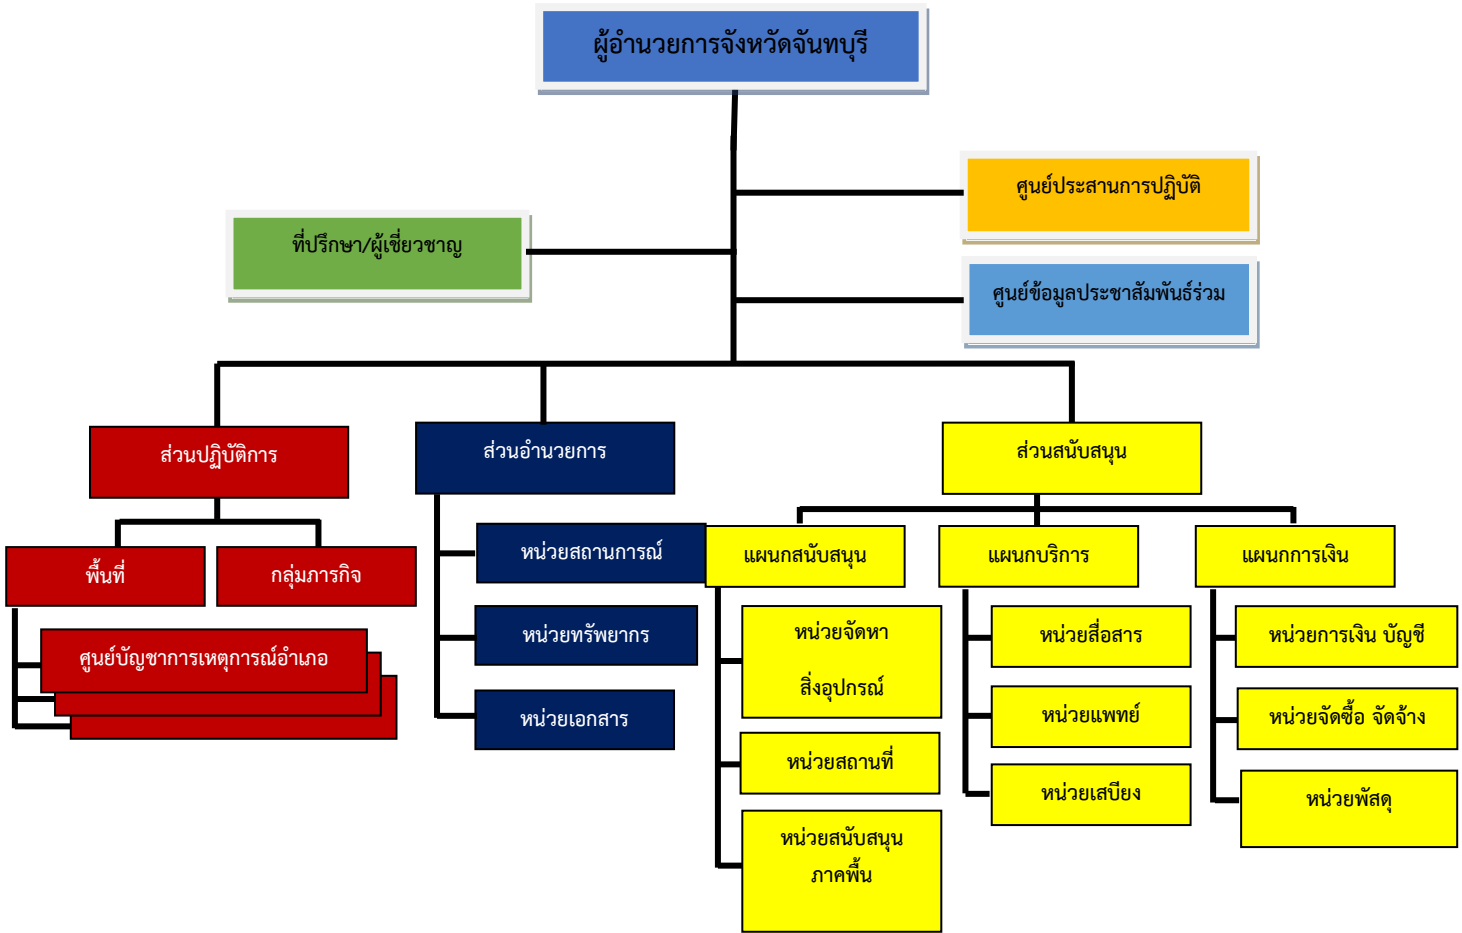 ผู้อำนวยการจังหวัดจันทบุรี
ศูนย์ประสานการปฏิบัติ
ที่ปรึกษา/ผู้เชี่ยวชาญ
ศูนย์ข้อมูลประชาสัมพันธ์ร่วม
ส่วนปฏิบัติการ
ส่วนอำนวยการ
ส่วนสนับสนุน
พื้นที่
กลุ่มภารกิจ
ศูนย์บัญชาการเหตุการณ์อำเภอ
หน่วยสถานการณ์
หน่วยทรัพยากร
หน่วยเอกสาร
แผนกสนับสนุน
หน่วยจัดหา
สิ่งอุปกรณ์
หน่วยสถานที่
หน่วยสนับสนุน
ภาคพื้น
แผนกบริการ
หน่วยสื่อสาร
หน่วยแพทย์
หน่วยเสบียง
แผนกการเงิน
หน่วยการเงิน บัญชี
หน่วยจัดซื้อ จัดจ้าง
หน่วยพัสดุ